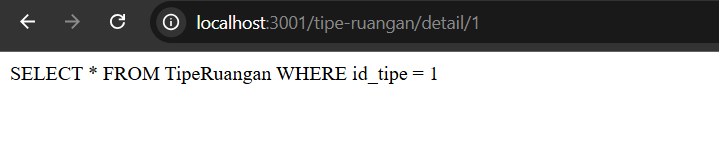 localhost:3001/tipe-ruangan/detail/1
SELECT * FROM TipeRuangan WHERE id_tipe = 1